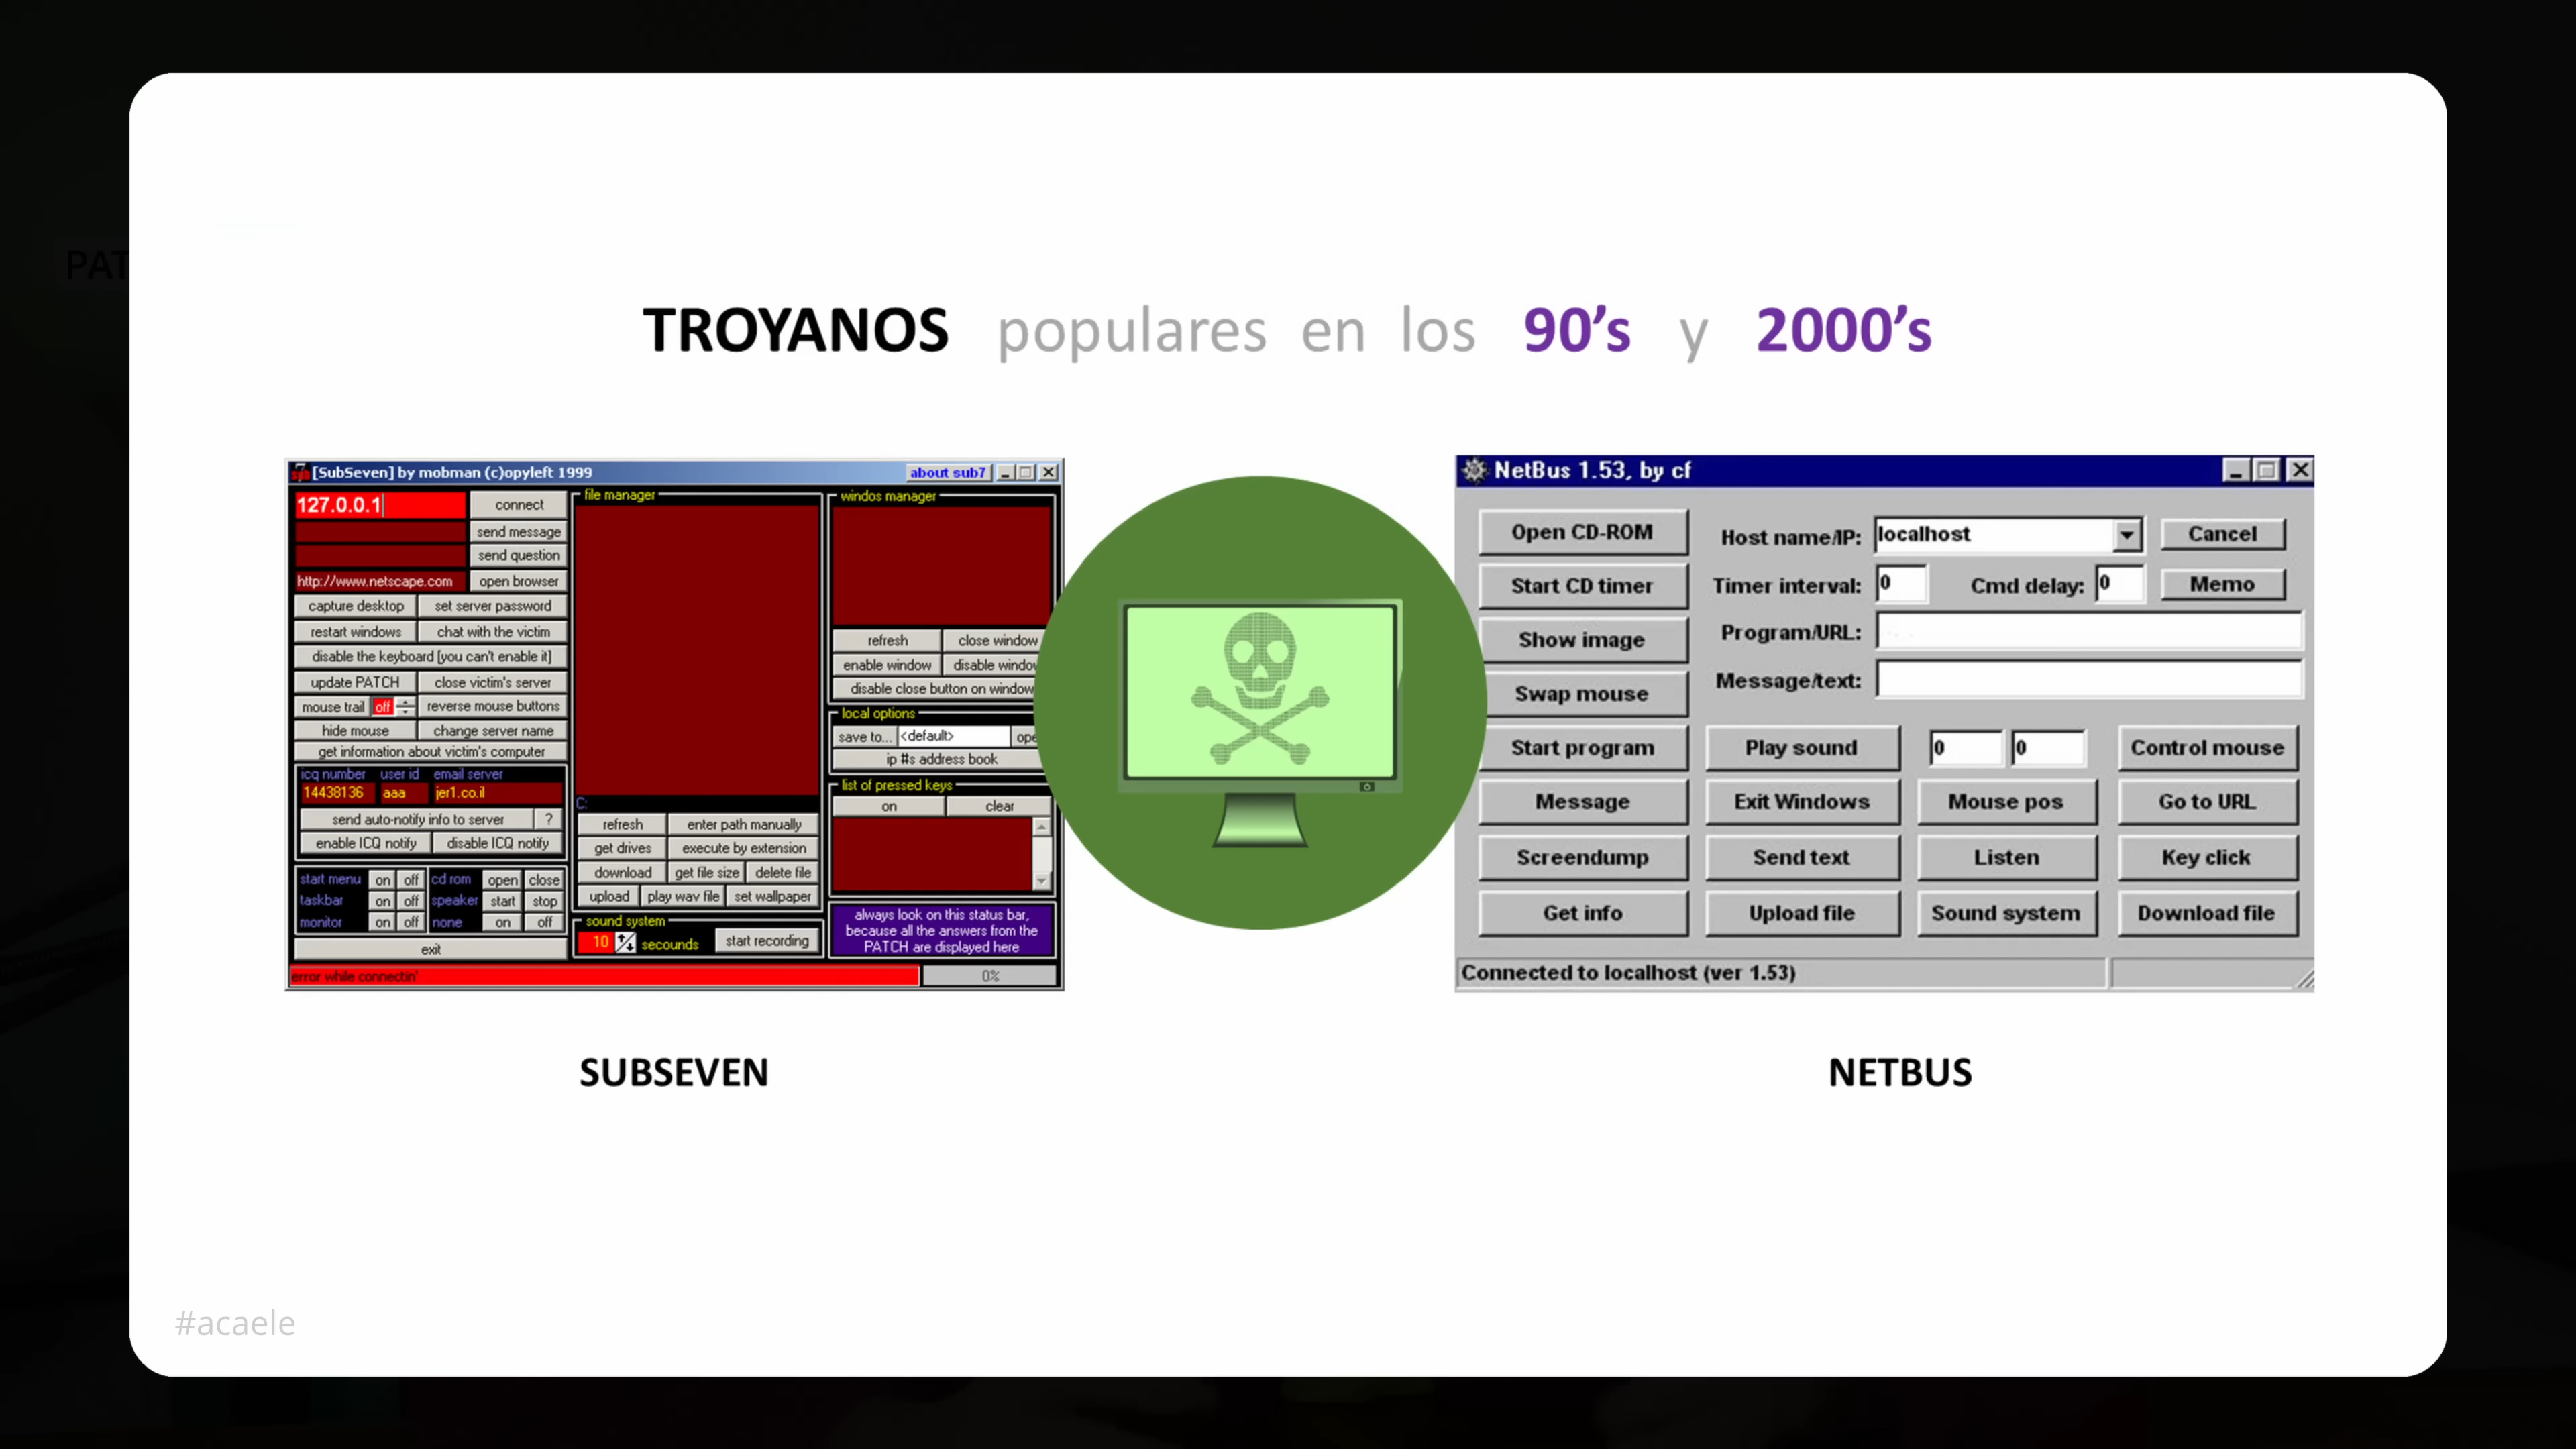 PAT
TROYANOS populares en los 90's y 2000's
[SubSeven] by mobman (c)opyleft 1999
about sub7
127.0.0.1
connect
send message
send question
http://www.netscape.com
open browser
capture desktop
set server password
restart windows
chat with the victim
disable the keyboard [you can't enable it]
update PATCH
close victim's server
mouse trail
off
reverse mouse buttons
hide mouse
change server name
get information about victim's computer
icq number
user id
email server
14438136
aaa
jer1.co.il
send auto-notify info to server
?
enable ICQ notify
disable ICQ notify
start menu
on
off
cd rom
open
close
taskbar
on
off
speaker
start
stop
monitor
on
off
none
on
off
exit
error while connectin'
0%
file manager
C:
refresh
enter path manually
get drives
execute by extension
download
get file size
delete file
upload
play wav file
set wallpaper
sound system
10
secounds
start recording
windos manager
refresh
close window
enable window
disable windo
disable close button on window
local options
save to...
<default>
ope
ip #s address book
list of pressed keys
on
clear
always look on this status bar,
because all the answers from the
PATCH are displayed here
SUBSEVEN
NetBus 1.53, by cf
Open CD-ROM
Host name/IP:
localhost
Cancel
Start CD timer
Timer interval:
0
Cmd delay:
0
Memo
Show image
Program/URL:
Swap mouse
Message/text:
Start program
Play sound
0
0
Control mouse
Message
Exit Windows
Mouse pos
Go to URL
Screendump
Send text
Listen
Key click
Get info
Upload file
Sound system
Download file
Connected to localhost (ver 1.53)
NETBUS
#acaele